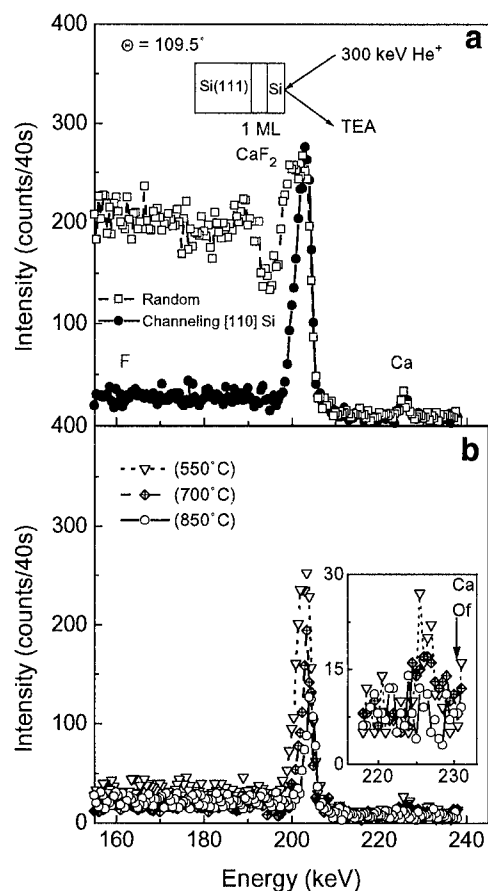 400
a
Θ = 109.5°
300 keV He⁺
Si(111)
Si
TEA
1 ML
CaF₂
300
200
100
Random
Channeling [110] Si
F
Ca
400
b
(550°C)
(700°C)
(850°C)
300
200
100
0
Intensity (counts/40s)
Intensity (counts/40s)
30
15
0
Ca
Of
220 225 230
160 180 200 220 240
Energy (keV)